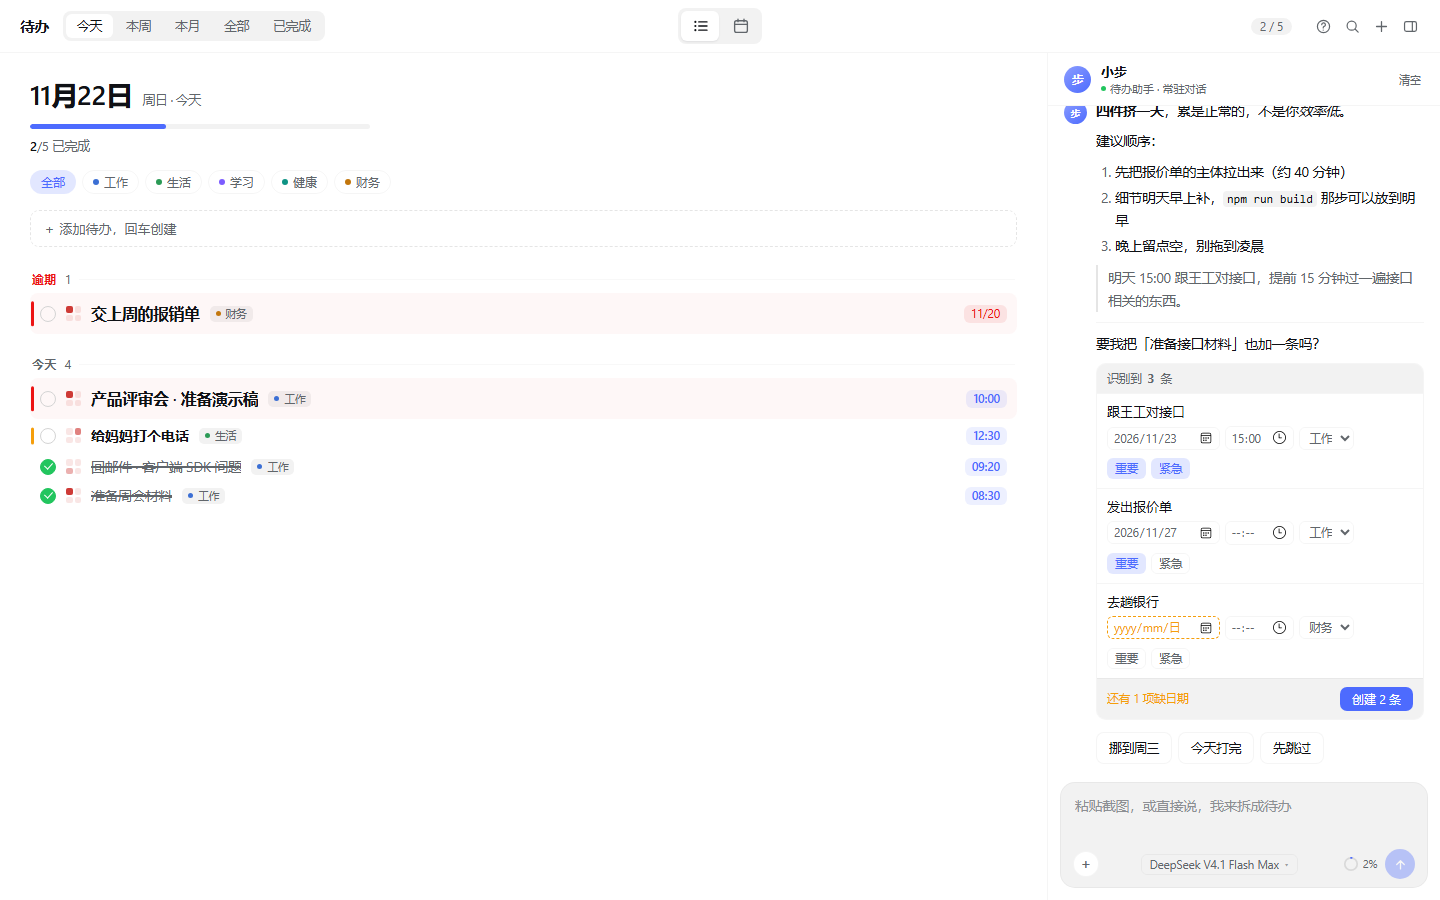 待办
今天 本周 本月 全部 已完成
2 / 5
11月22日 周日 · 今天
2/5 已完成
全部 工作 生活 学习 健康 财务
+ 添加待办，回车创建
逾期 1
交上周的报销单 财务 11/20
今天 4
产品评审会 · 准备演示稿 工作 10:00
给妈妈打个电话 生活 12:30
回邮件 · 客户端 SDK 问题 工作 09:20
准备周会材料 工作 08:30
步 小步 清空
待办助手 · 常驻对话
步 四件挤一天，累是正常的，不是你效率低。
建议顺序：
1. 先把报价单的主体拉出来（约 40 分钟）
2. 细节明天早上补，npm run build 那步可以放到明
早
3. 晚上留点空，别拖到凌晨
明天 15:00 跟王工对接口，提前 15 分钟过一遍接口
相关的东西。
要我把「准备接口材料」也加一条吗？
识别到 3 条
跟王工对接口
2026/11/23 15:00 工作
重要 紧急
发出报价单
2026/11/27 --:-- 工作
重要 紧急
去趟银行
yyyy/mm/日 --:-- 财务
重要 紧急
还有 1 项缺日期 创建 2 条
挪到周三 今天打完 先跳过
粘贴截图，或直接说，我来拆成待办
+ DeepSeek V4.1 Flash Max · 2%